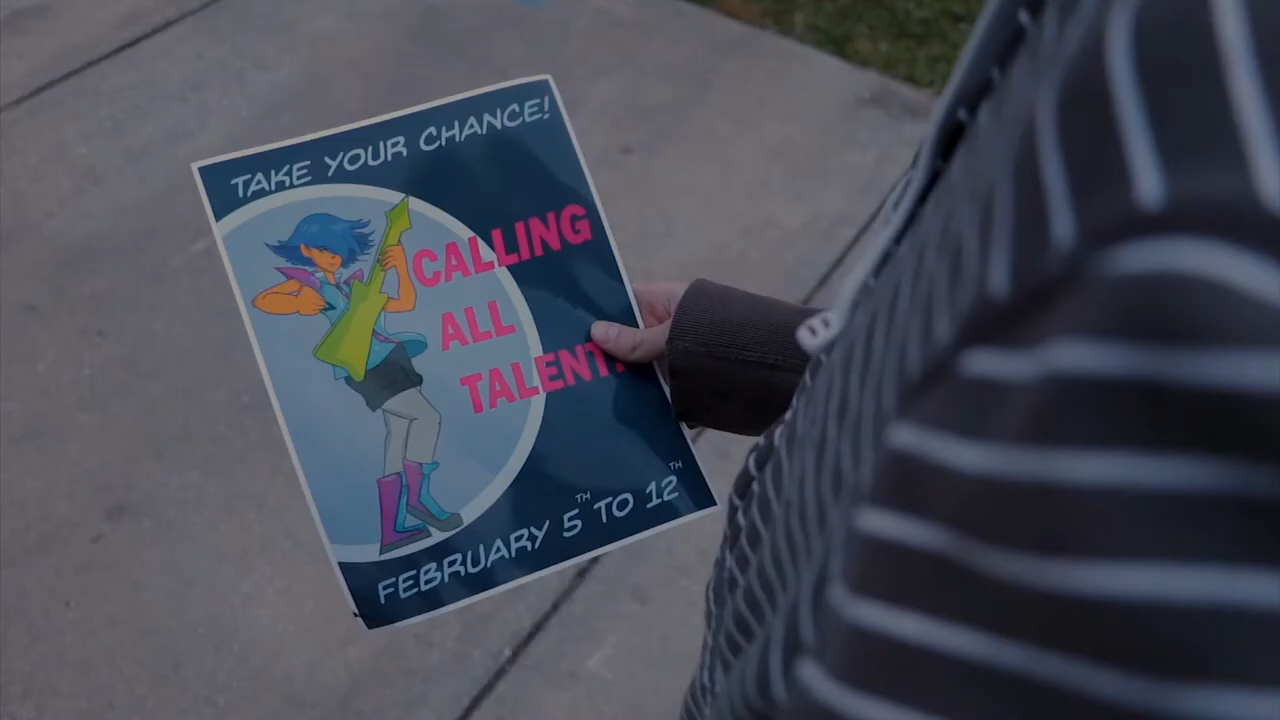 TAKE YOUR CHANCE!
CALLING
ALL
TALENT!
FEBRUARY 5TH TO 12TH